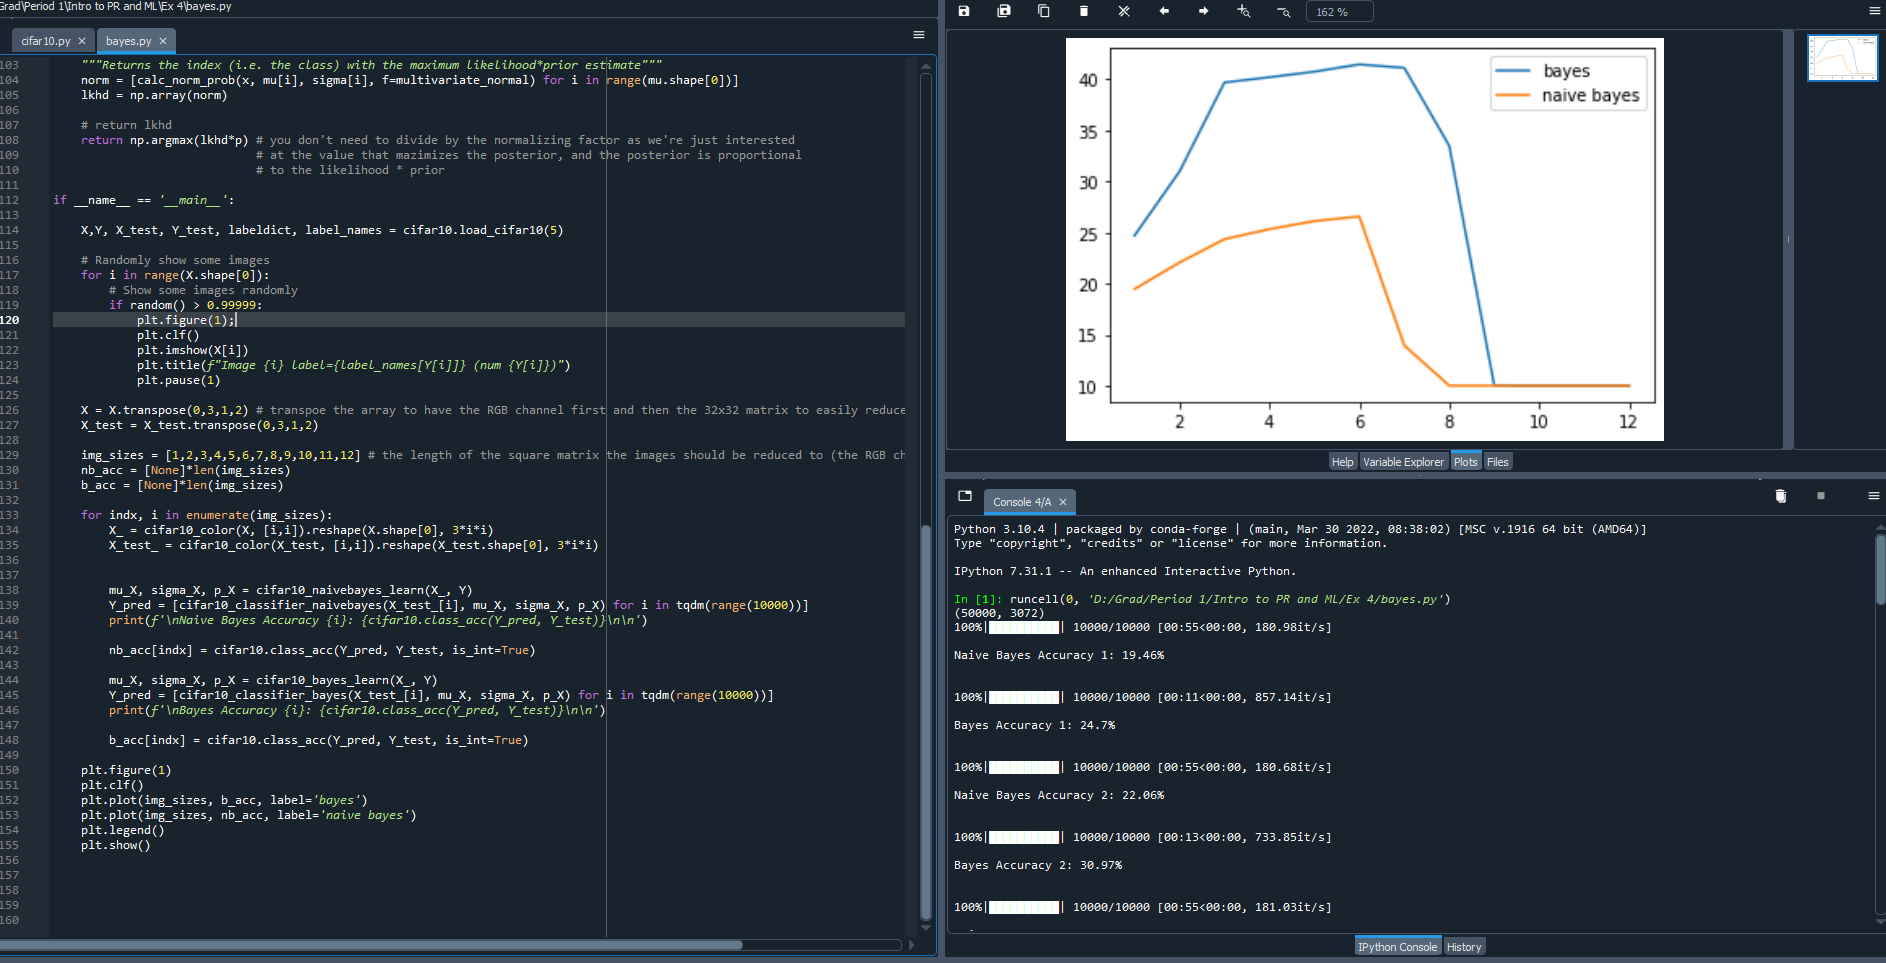 Grad\Period 1\Intro to PR and ML\Ex 4\bayes.py
cifar10.py
bayes.py
103 """Returns the index (i.e. the class) with the maximum likelihood*prior estimate"""
104 norm = [calc_norm_prob(x, mu[i], sigma[i], f=multivariate_normal) for i in range(mu.shape[0])]
105 lkhd = np.array(norm)
106
107 # return lkhd
108 return np.argmax(lkhd*p) # you don't need to divide by the normalizing factor as we're just interested
109 # at the value that mazimizes the posterior, and the posterior is proportional
110 # to the likelihood * prior
111
112 if __name__ == '__main__':
113
114 X,Y, X_test, Y_test, labeldict, label_names = cifar10.load_cifar10(5)
115
116 # Randomly show some images
117 for i in range(X.shape[0]):
118 # Show some images randomly
119 if random() > 0.99999:
120 plt.figure(1);
121 plt.clf()
122 plt.imshow(X[i])
123 plt.title(f"Image {i} label={label_names[Y[i]]} (num {Y[i]})")
124 plt.pause(1)
125
126 X = X.transpose(0,3,1,2) # transpoe the array to have the RGB channel first and then the 32x32 matrix to easily reduce
127 X_test = X_test.transpose(0,3,1,2)
128
129 img_sizes = [1,2,3,4,5,6,7,8,9,10,11,12] # the length of the square matrix the images should be reduced to (the RGB ch
130 nb_acc = [None]*len(img_sizes)
131 b_acc = [None]*len(img_sizes)
132
133 for indx, i in enumerate(img_sizes):
134 X_ = cifar10_color(X, [i,i]).reshape(X.shape[0], 3*i*i)
135 X_test_ = cifar10_color(X_test, [i,i]).reshape(X_test.shape[0], 3*i*i)
136
137
138 mu_X, sigma_X, p_X = cifar10_naivebayes_learn(X_, Y)
139 Y_pred = [cifar10_classifier_naivebayes(X_test_[i], mu_X, sigma_X, p_X) for i in tqdm(range(10000))]
140 print(f'\nNaive Bayes Accuracy {i}: {cifar10.class_acc(Y_pred, Y_test)}\n\n')
141
142 nb_acc[indx] = cifar10.class_acc(Y_pred, Y_test, is_int=True)
143
144 mu_X, sigma_X, p_X = cifar10_bayes_learn(X_, Y)
145 Y_pred = [cifar10_classifier_bayes(X_test_[i], mu_X, sigma_X, p_X) for i in tqdm(range(10000))]
146 print(f'\nBayes Accuracy {i}: {cifar10.class_acc(Y_pred, Y_test)}\n\n')
147
148 b_acc[indx] = cifar10.class_acc(Y_pred, Y_test, is_int=True)
149
150 plt.figure(1)
151 plt.clf()
152 plt.plot(img_sizes, b_acc, label='bayes')
153 plt.plot(img_sizes, nb_acc, label='naive bayes')
154 plt.legend()
155 plt.show()
156
157
158
159
160
162 %
bayes
naive bayes
40
35
30
25
20
15
10
2 4 6 8 10 12
Help Variable Explorer Plots Files
Console 4/A
Python 3.10.4 | packaged by conda-forge | (main, Mar 30 2022, 08:38:02) [MSC v.1916 64 bit (AMD64)]
Type "copyright", "credits" or "license" for more information.
IPython 7.31.1 -- An enhanced Interactive Python.
In [1]: runcell(0, 'D:/Grad/Period 1/Intro to PR and ML/Ex 4/bayes.py')
(50000, 3072)
100%|██████████| 10000/10000 [00:55<00:00, 180.98it/s]
Naive Bayes Accuracy 1: 19.46%
100%|██████████| 10000/10000 [00:11<00:00, 857.14it/s]
Bayes Accuracy 1: 24.7%
100%|██████████| 10000/10000 [00:55<00:00, 180.68it/s]
Naive Bayes Accuracy 2: 22.06%
100%|██████████| 10000/10000 [00:13<00:00, 733.85it/s]
Bayes Accuracy 2: 30.97%
100%|██████████| 10000/10000 [00:55<00:00, 181.03it/s]
IPython Console History